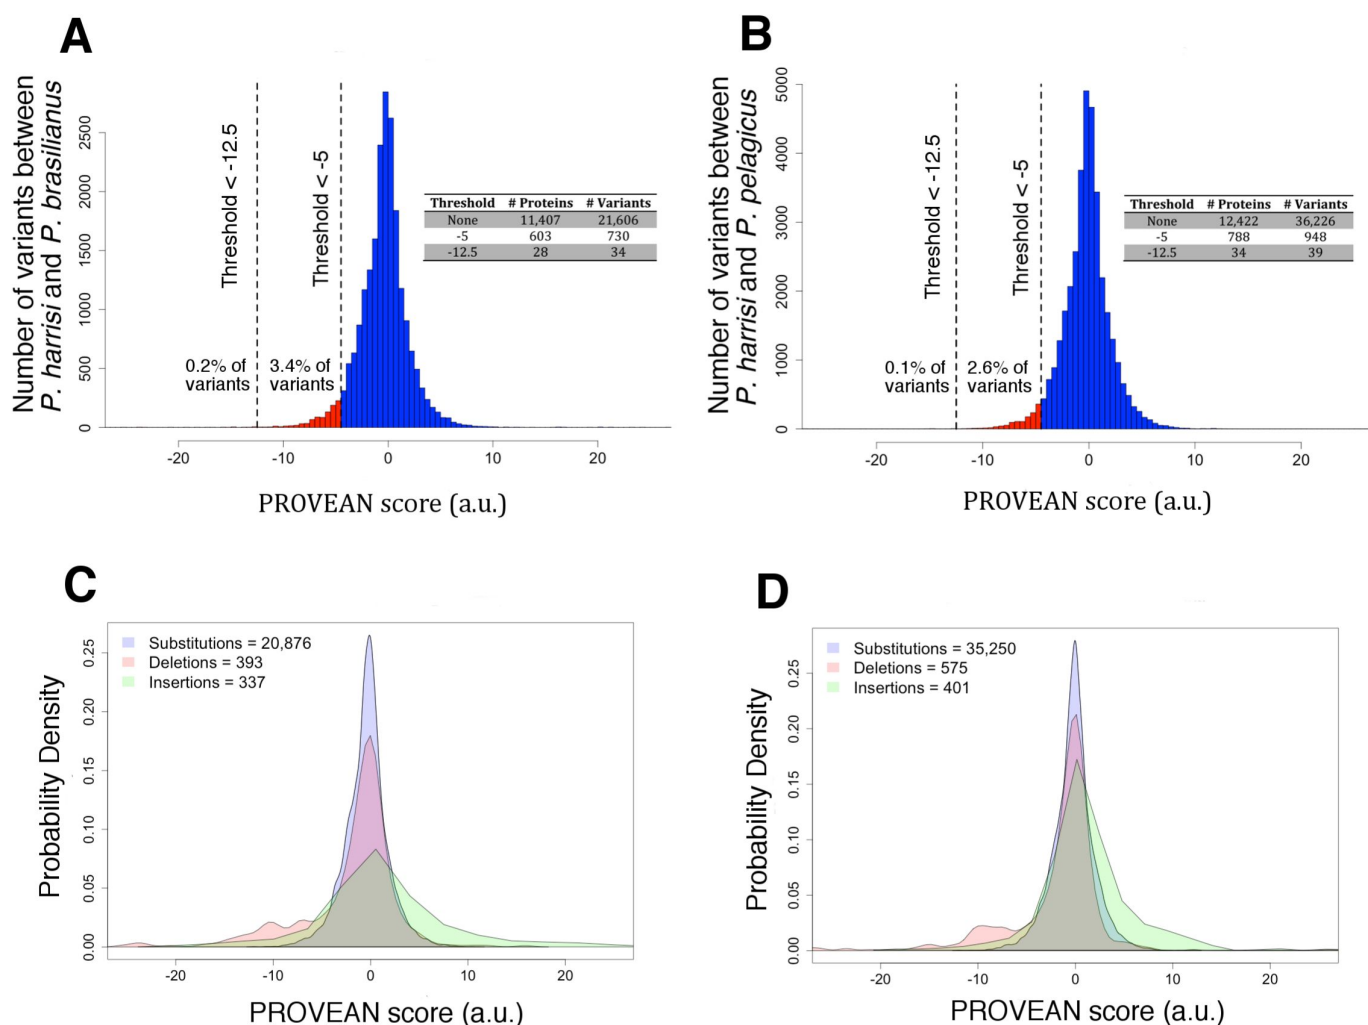 A
Number of variants between
P. harrisi and P. brasilianus
0
500
1000
1500
2000
2500
Threshold < -12.5
Threshold < -5
0.2% of
variants
3.4% of
variants
Threshold # Proteins # Variants
None 11,407 21,606
-5 603 730
-12.5 28 34
-20 -10 0 10 20
PROVEAN score (a.u.)
B
Number of variants between
P. harrisi and P. pelagicus
0
1000
2000
3000
4000
5000
Threshold < -12.5
Threshold < -5
0.1% of
variants
2.6% of
variants
Threshold # Proteins # Variants
None 12,422 36,226
-5 788 948
-12.5 34 39
-20 -10 0 10 20
PROVEAN score (a.u.)
C
Probability Density
0.00
0.05
0.10
0.15
0.20
0.25
Substitutions = 20,876
Deletions = 393
Insertions = 337
-20 -10 0 10 20
PROVEAN score (a.u.)
D
Probability Density
0.00
0.05
0.10
0.15
0.20
0.25
Substitutions = 35,250
Deletions = 575
Insertions = 401
-20 -10 0 10 20
PROVEAN score (a.u.)